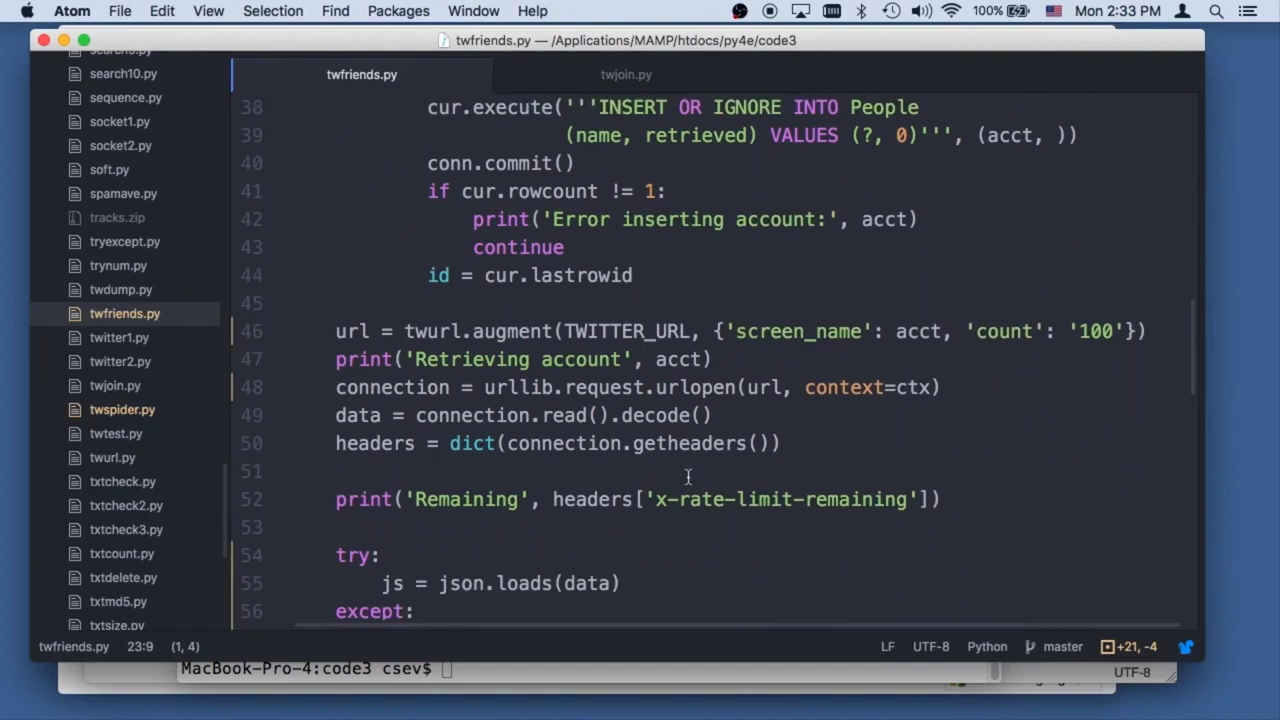 Atom File Edit View Selection Find Packages Window Help 100% Mon 2:33 PM
twfriends.py — /Applications/MAMP/htdocs/py4e/code3
twfriends.py twjoin.py
search10.py
sequence.py
socket1.py
socket2.py
soft.py
spamave.py
tracks.zip
tryexcept.py
trynum.py
twdump.py
twfriends.py
twitter1.py
twitter2.py
twjoin.py
twspider.py
twtest.py
twurl.py
txtcheck.py
txtcheck2.py
txtcheck3.py
txtcount.py
txtdelete.py
txtmd5.py
txtsize.py
38 cur.execute('''INSERT OR IGNORE INTO People
39 (name, retrieved) VALUES (?, 0)''', (acct, ))
40 conn.commit()
41 if cur.rowcount != 1:
42 print('Error inserting account:', acct)
43 continue
44 id = cur.lastrowid
45
46 url = twurl.augment(TWITTER_URL, {'screen_name': acct, 'count': '100'})
47 print('Retrieving account', acct)
48 connection = urllib.request.urlopen(url, context=ctx)
49 data = connection.read().decode()
50 headers = dict(connection.getheaders())
51
52 print('Remaining', headers['x-rate-limit-remaining'])
53
54 try:
55 js = json.loads(data)
56 except:
twfriends.py 23:9 (1, 4) LF UTF-8 Python master +21, -4
MacBook-Pro-4:code3 csev$
UTF-8